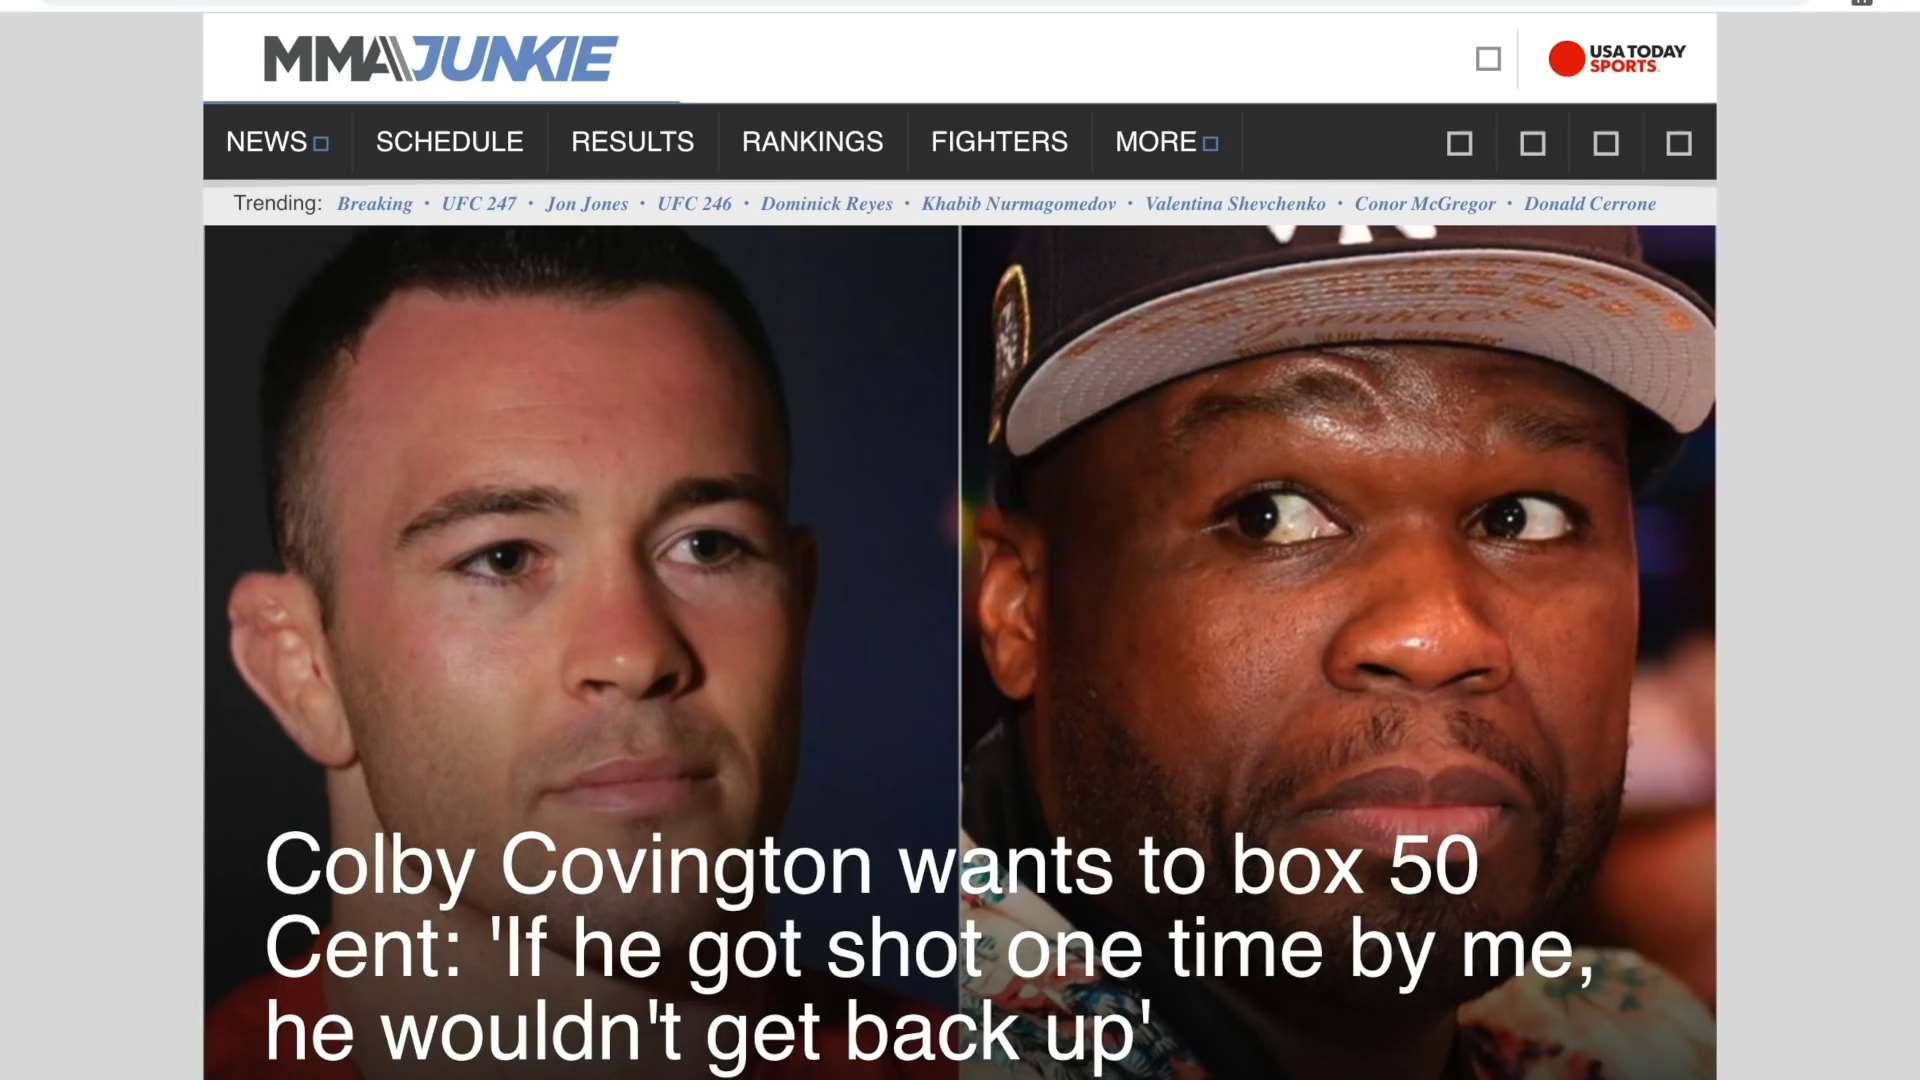 MMAJUNKIE
USA TODAY
SPORTS
NEWS SCHEDULE RESULTS RANKINGS FIGHTERS MORE
Trending: Breaking • UFC 247 • Jon Jones • UFC 246 • Dominick Reyes • Khabib Nurmagomedov • Valentina Shevchenko • Conor McGregor • Donald Cerrone
Yankees
Colby Covington wants to box 50
Cent: 'If he got shot one time by me,
he wouldn't get back up'